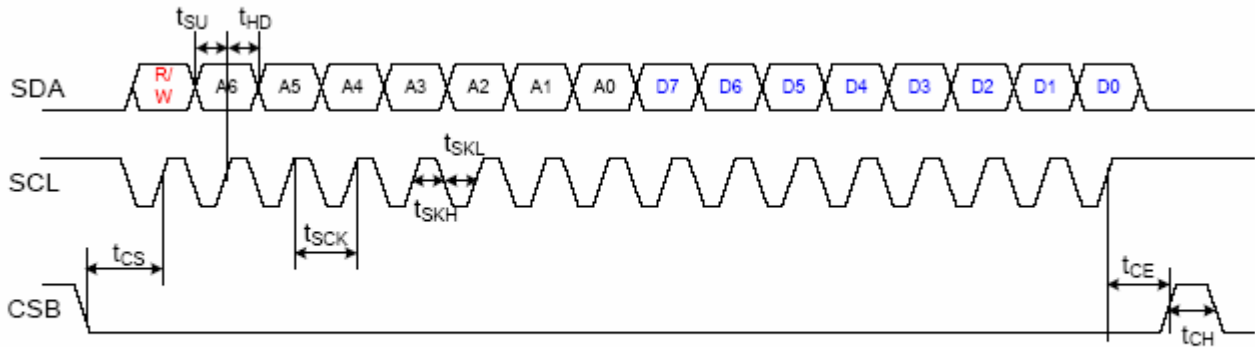 tSU tHD
SDA R/W A6 A5 A4 A3 A2 A1 A0 D7 D6 D5 D4 D3 D2 D1 D0
tSKL
SCL
tSKH
tSCK
tCS
tCE
CSB
tCH